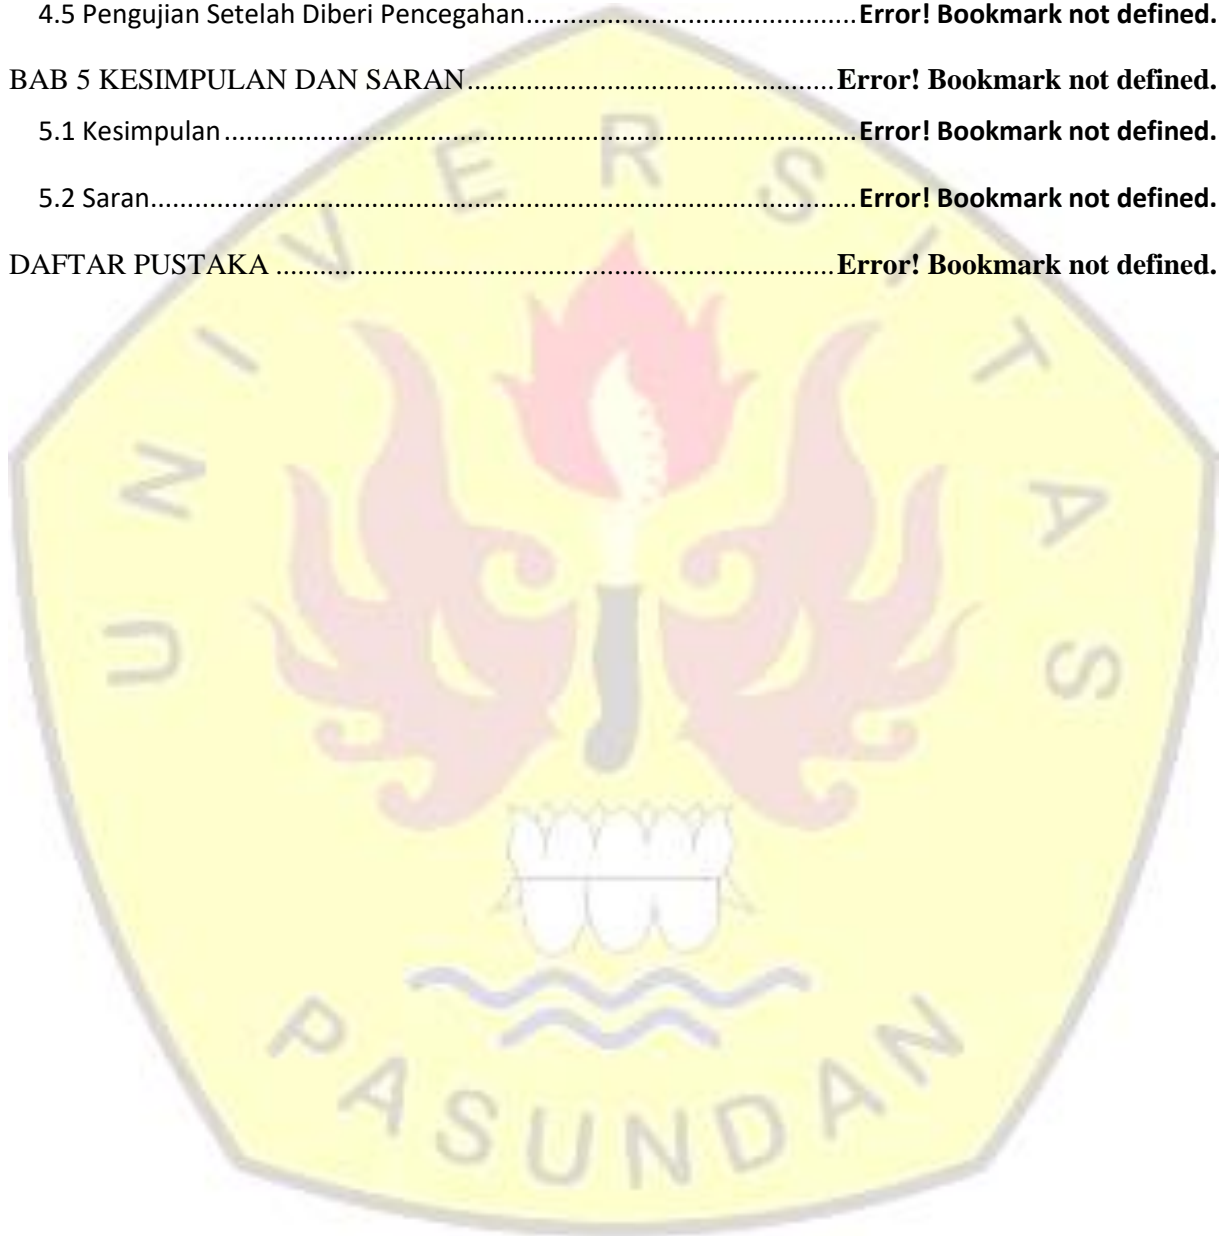 4.5 Pengujian Setelah Diberi Pencegahan.............................................Error! Bookmark not defined.
BAB 5 KESIMPULAN DAN SARAN.................................................Error! Bookmark not defined.
5.1 Kesimpulan.......................................................................................Error! Bookmark not defined.
5.2 Saran.................................................................................................Error! Bookmark not defined.
DAFTAR PUSTAKA ...........................................................................Error! Bookmark not defined.
UNIVERSITAS
PASUNDAN